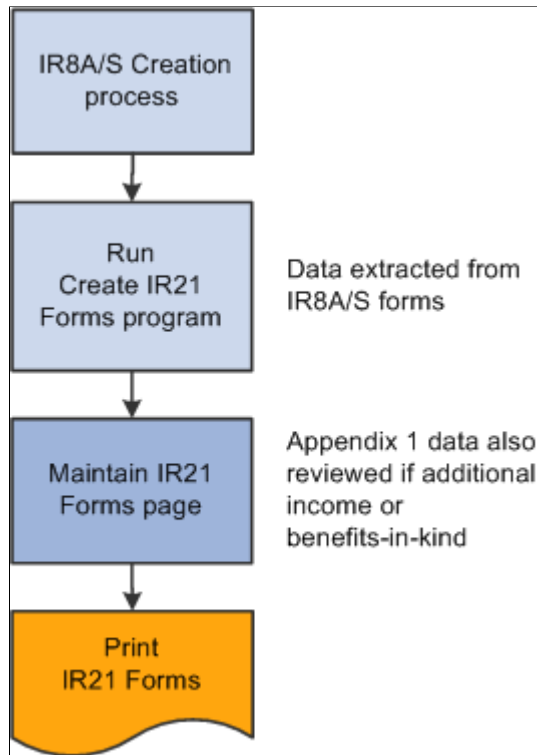 IR8A/S Creation
process
Run
Create IR21
Forms program
Data extracted from
IR8A/S forms
Maintain IR21
Forms page
Appendix 1 data also
reviewed if additional
income or
benefits-in-kind
Print
IR21 Forms